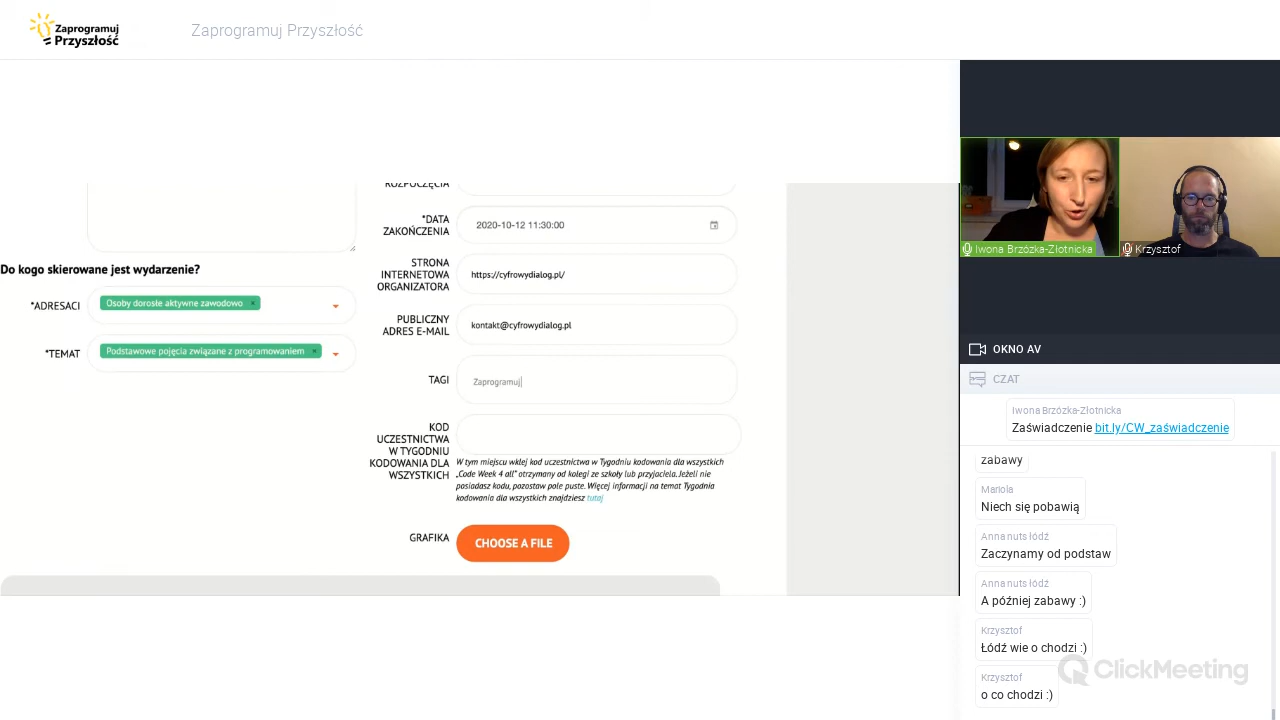 Zaprogramuj
Przyszłość
Zaprogramuj Przyszłość
ROZPOCZĘCIA
*DATA
ZAKOŃCZENIA
2020-10-12 11:30:00
STRONA
INTERNETOWA
ORGANIZATORA
https://cyfrowydialog.pl/
PUBLICZNY
ADRES E-MAIL
kontakt@cyfrowydialog.pl
TAGI
Zaprogramuj
KOD
UCZESTNICTWA
W TYGODNIU
KODOWANIA DLA
WSZYSTKICH
W tym miejscu wklej kod uczestnictwa w Tygodniu kodowania dla wszystkich
„Code Week 4 all” otrzymany od kolegi ze szkoły lub przyjaciela. Jeżeli nie
posiadasz kodu, pozostaw pole puste. Więcej informacji na temat Tygodnia
kodowania dla wszystkich znajdziesz tutaj
GRAFIKA
CHOOSE A FILE
Do kogo skierowane jest wydarzenie?
*ADRESACI
Osoby dorosłe aktywne zawodowo ×
*TEMAT
Podstawowe pojęcia związane z programowaniem ×
Iwona Brzózka-Złotnicka
Krzysztof
OKNO AV
CZAT
Iwona Brzózka-Złotnicka
Zaświadczenie bit.ly/CW_zaświadczenie
zabawy
Mariola
Niech się pobawią
Anna nuts łódź
Zaczynamy od podstaw
Anna nuts łódź
A później zabawy :)
Krzysztof
Łódź wie o chodzi :)
Krzysztof
o co chodzi :)
ClickMeeting